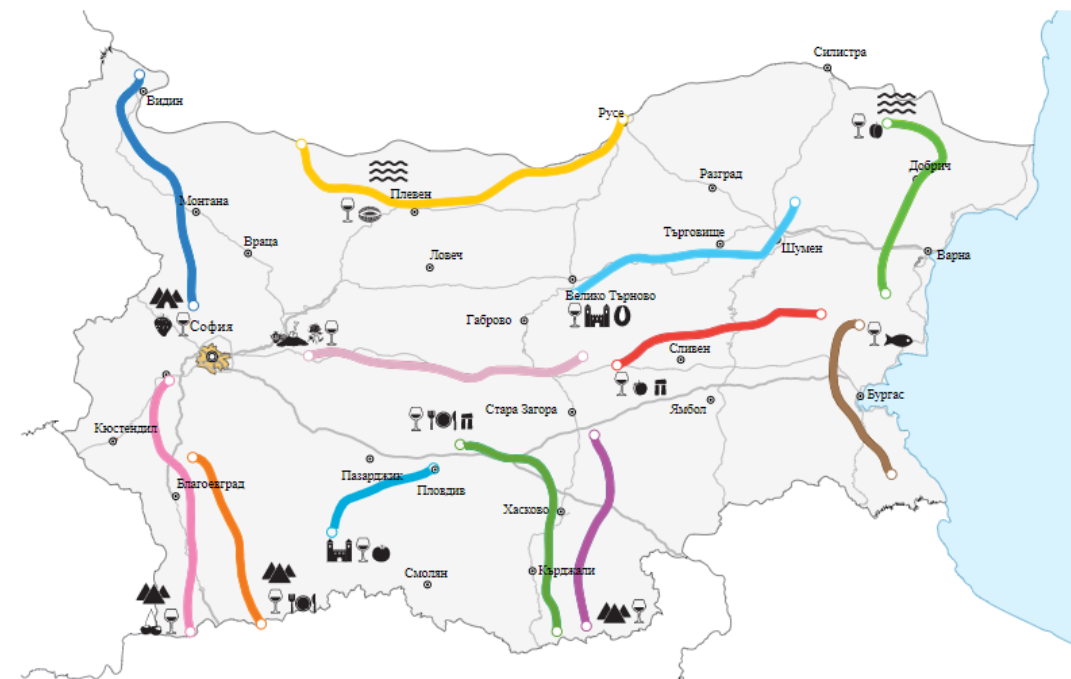 Силистра
Видин
Русе
Добрич
Разград
Плевен
Монтана
Търговище
Враца
Шумен
Варна
Ловеч
Велико Търново
Габрово
София
Сливен
Бургас
Ямбол
Стара Загора
Кюстендил
Пазарджик
Пловдив
Благоевград
Хасково
Смолян
Кърджали